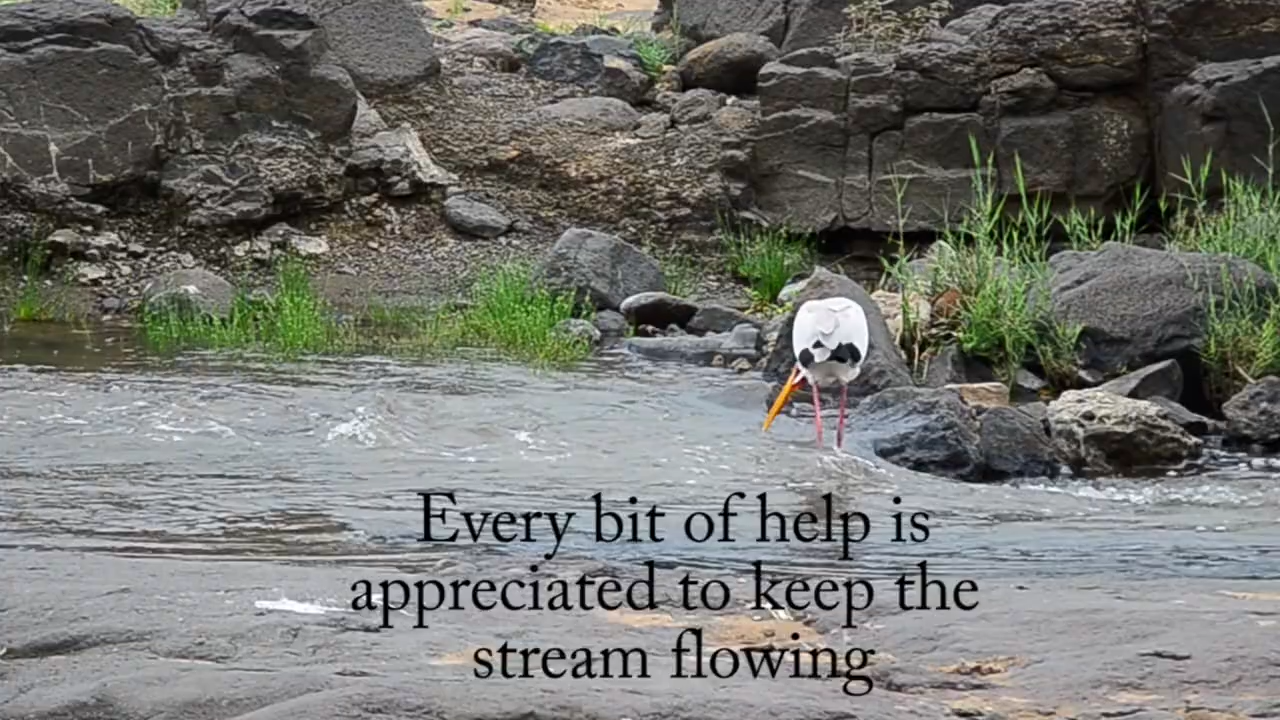 Every bit of help is
appreciated to keep the
stream flowing